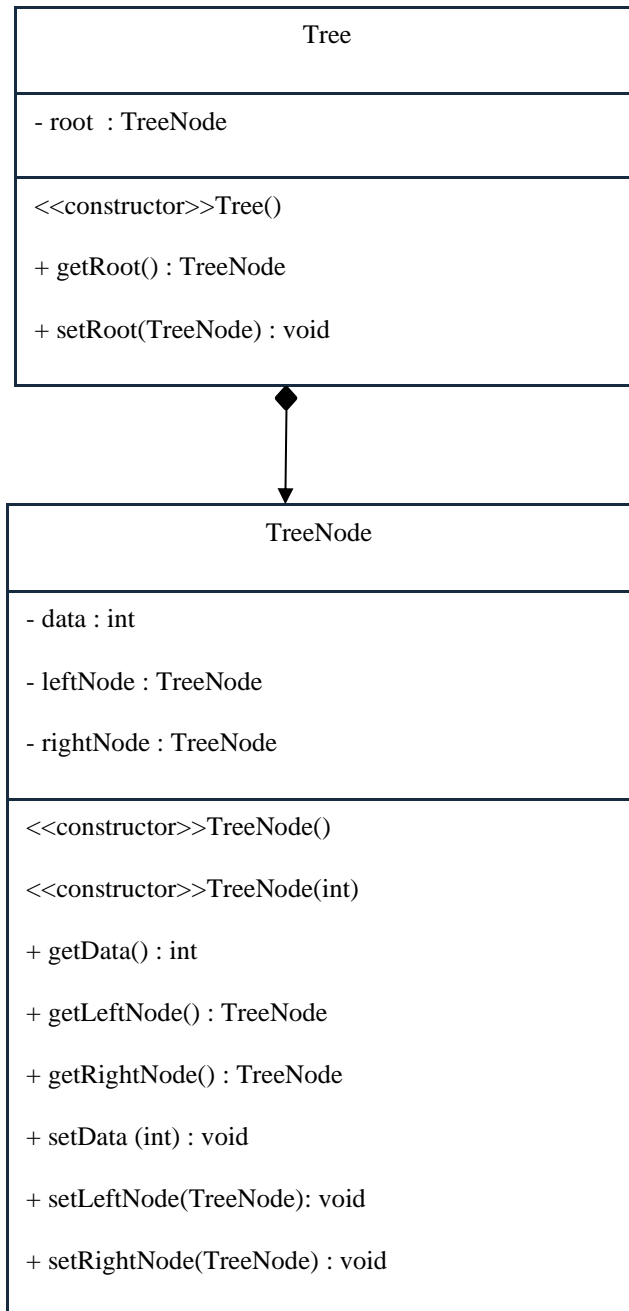 Tree
- root : TreeNode
<<constructor>>Tree()
+ getRoot() : TreeNode
+ setRoot(TreeNode) : void
TreeNode
- data : int
- leftNode : TreeNode
- rightNode : TreeNode
<<constructor>>TreeNode()
<<constructor>>TreeNode(int)
+ getData() : int
+ getLeftNode() : TreeNode
+ getRightNode() : TreeNode
+ setData (int) : void
+ setLeftNode(TreeNode): void
+ setRightNode(TreeNode) : void